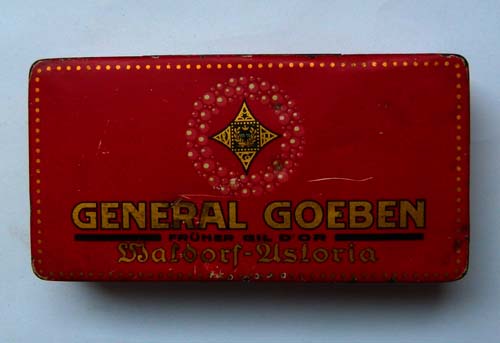 GENERAL GOEBEN
FRÜHER GIL D'OR
Waldorf-Astoria